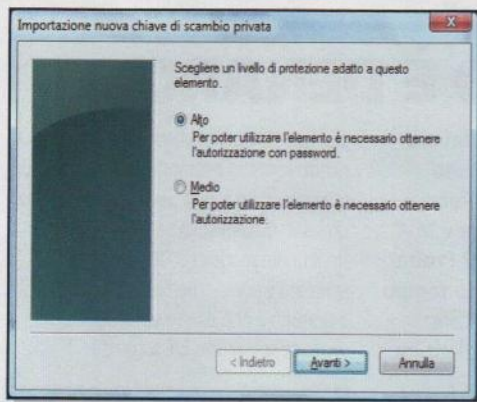 Importazione nuova chiave di scambio privata
Scegliere un livello di protezione adatto a questo
elemento.
Alto
Per poter utilizzare l'elemento è necessario ottenere
l'autorizzazione con password.
Medio
Per poter utilizzare l'elemento è necessario ottenere
l'autorizzazione.
< Indietro
Avanti >
Annulla